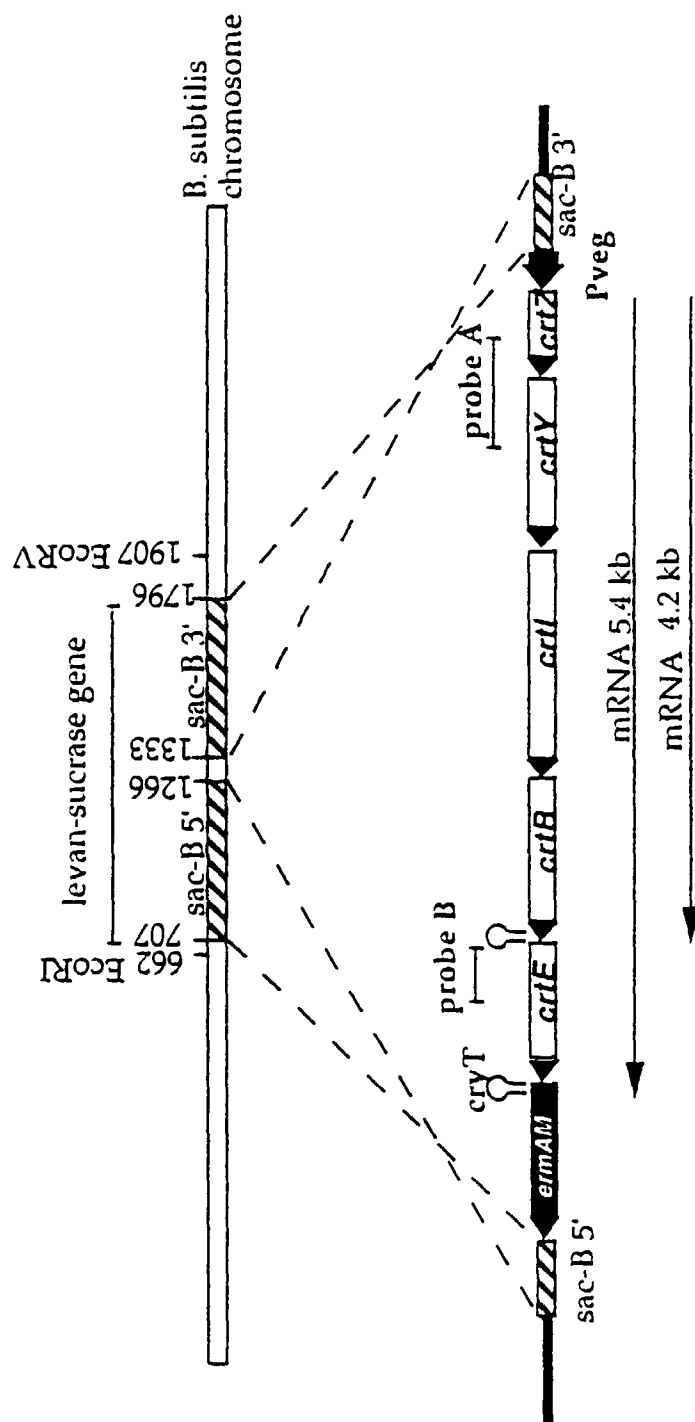 B. subtilis
chromosome
levan-sucrase gene
662 EcoRI
707
sac-B 5'
1266
1333
sac-B 3'
1796
1907 EcoRV
probe B
probe A
cryT
sac-B 5'
ermAM
crtE
crtB
crtI
crtY
crtZ
Pveg
sac-B 3'
mRNA 5.4 kb
mRNA 4.2 kb